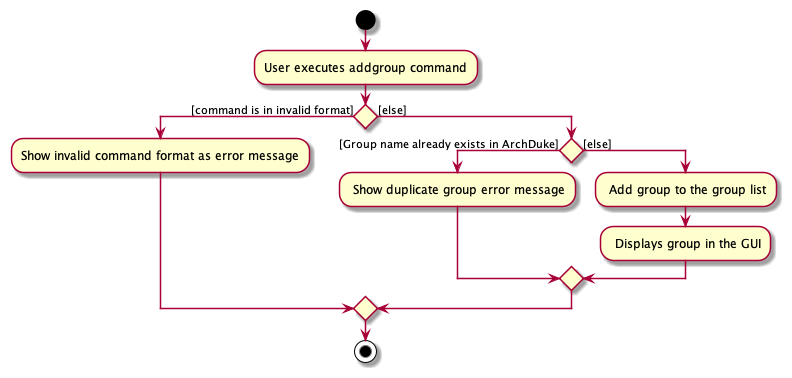 User executes addgroup command
[command is in invalid format]
[else]
Show invalid command format as error message
[Group name already exists in ArchDuke]
[else]
Show duplicate group error message
Add group to the group list
Displays group in the GUI